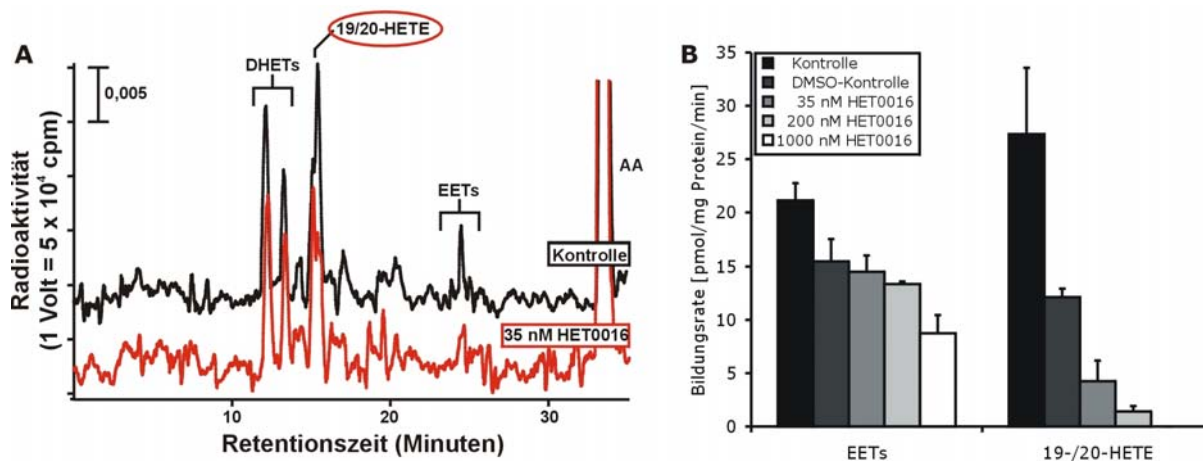 A
19/20-HETE
DHETs
0,005
EETs
AA
Kontrolle
35 nM HET0016
Radioaktivität
(1 Volt = 5 x 10⁴ cpm)
10
20
30
Retentionszeit (Minuten)
B
Kontrolle
DMSO-Kontrolle
35 nM HET0016
200 nM HET0016
1000 nM HET0016
Bildungsrate [pmol/mg Protein/min]
35
30
25
20
15
10
5
0
EETs
19-/20-HETE